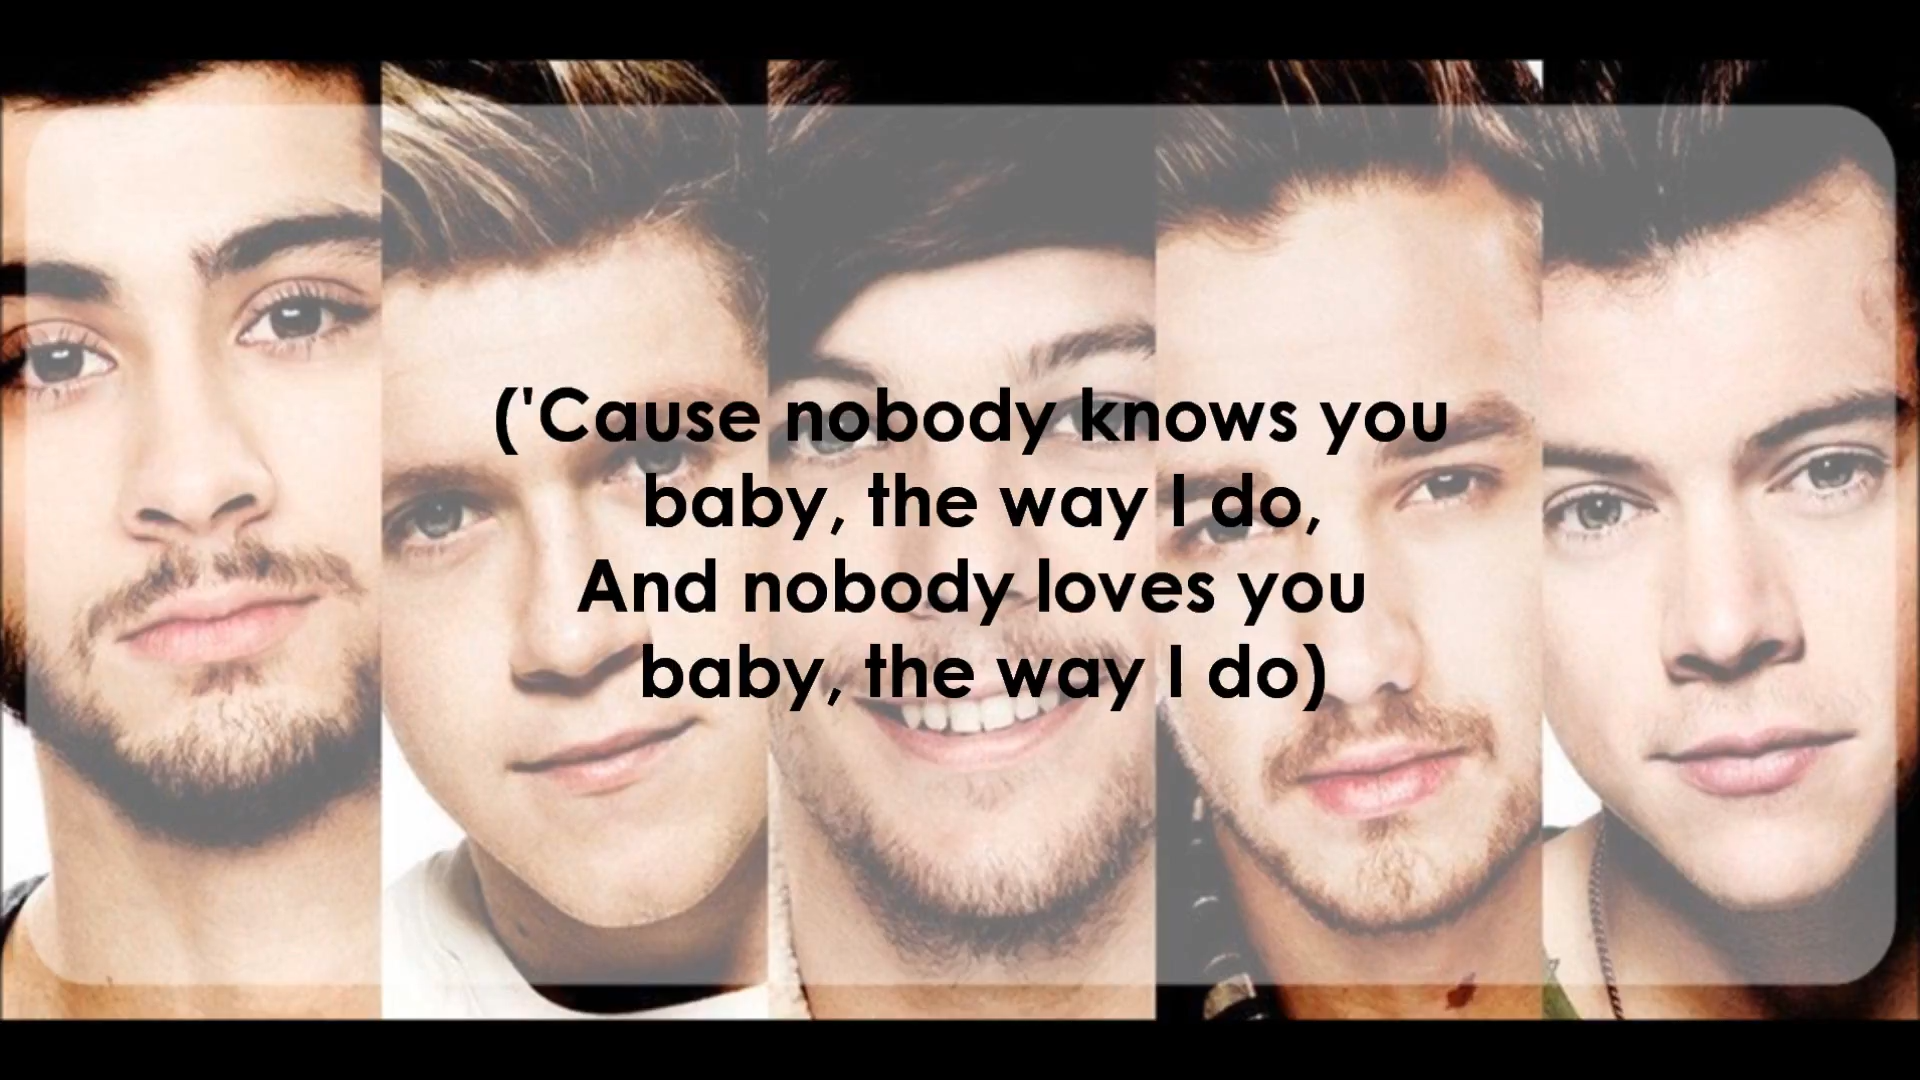 ('Cause nobody knows you
baby, the way I do,
And nobody loves you
baby, the way I do)